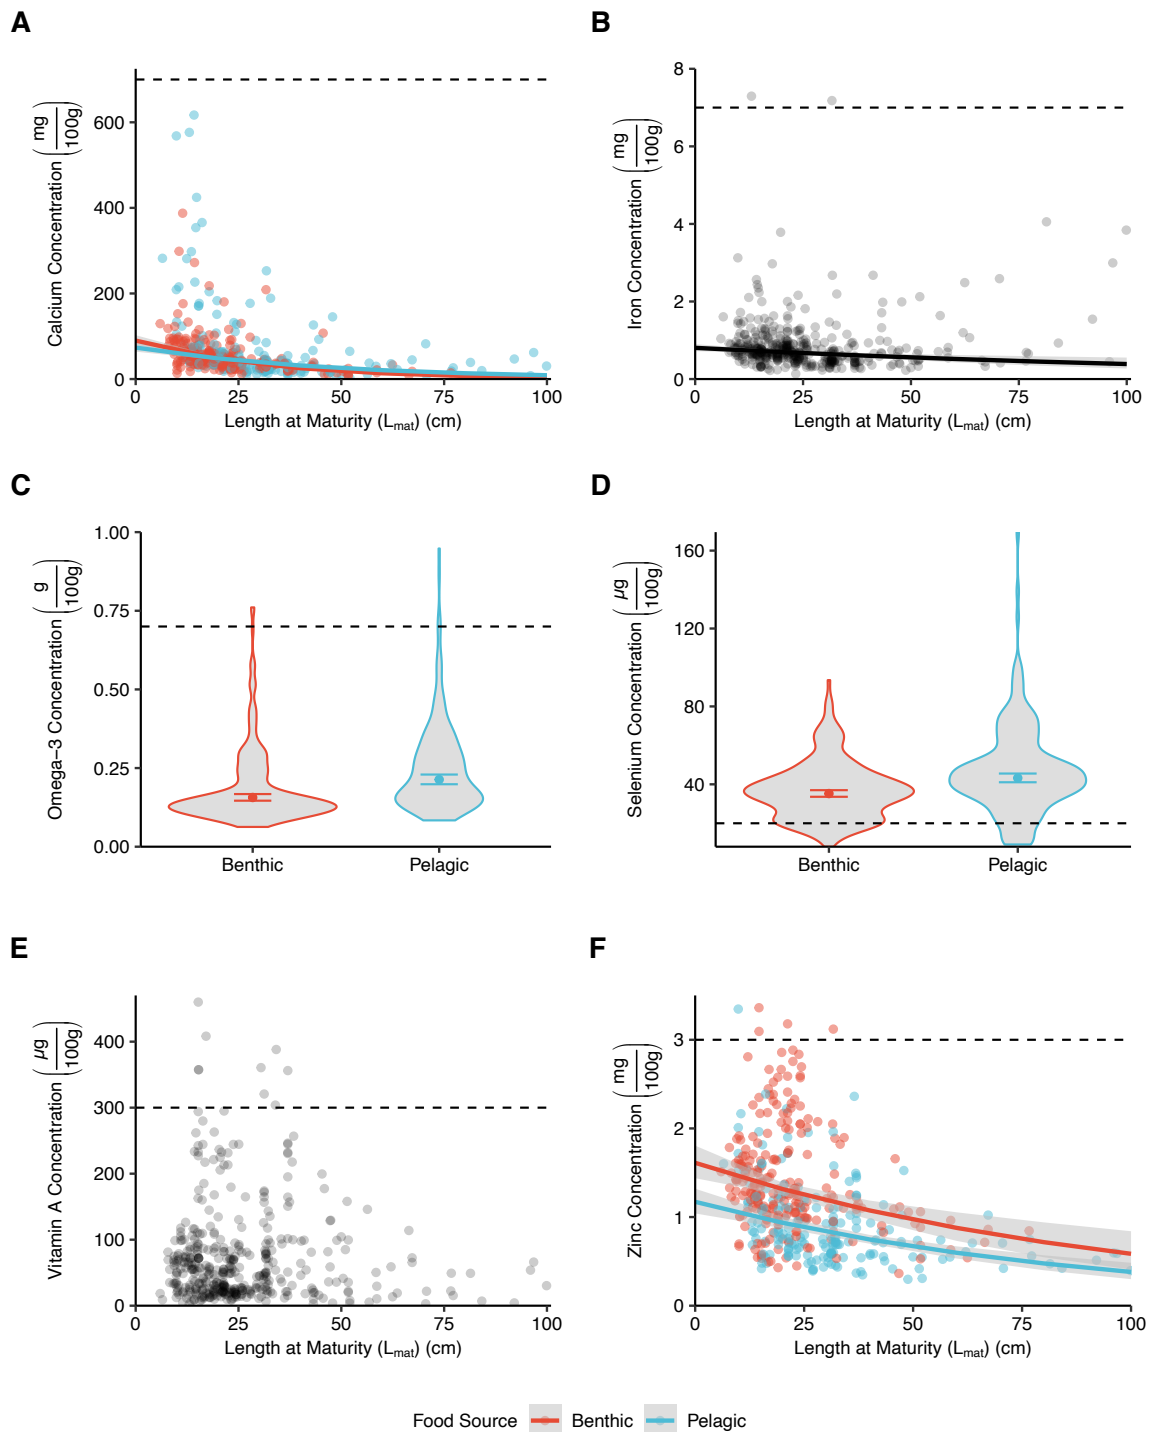 A
Calcium Concentration (mg/100g)
600
400
200
0
0 25 50 75 100
Length at Maturity (Lmat) (cm)
B
Iron Concentration (mg/100g)
8
6
4
2
0
0 25 50 75 100
Length at Maturity (Lmat) (cm)
C
Omega−3 Concentration (g/100g)
1.00
0.75
0.50
0.25
0.00
Benthic Pelagic
D
Selenium Concentration (µg/100g)
160
120
80
40
Benthic Pelagic
E
Vitamin A Concentration (µg/100g)
400
300
200
100
0
0 25 50 75 100
Length at Maturity (Lmat) (cm)
F
Zinc Concentration (mg/100g)
3
2
1
0
0 25 50 75 100
Length at Maturity (Lmat) (cm)
Food Source Benthic Pelagic